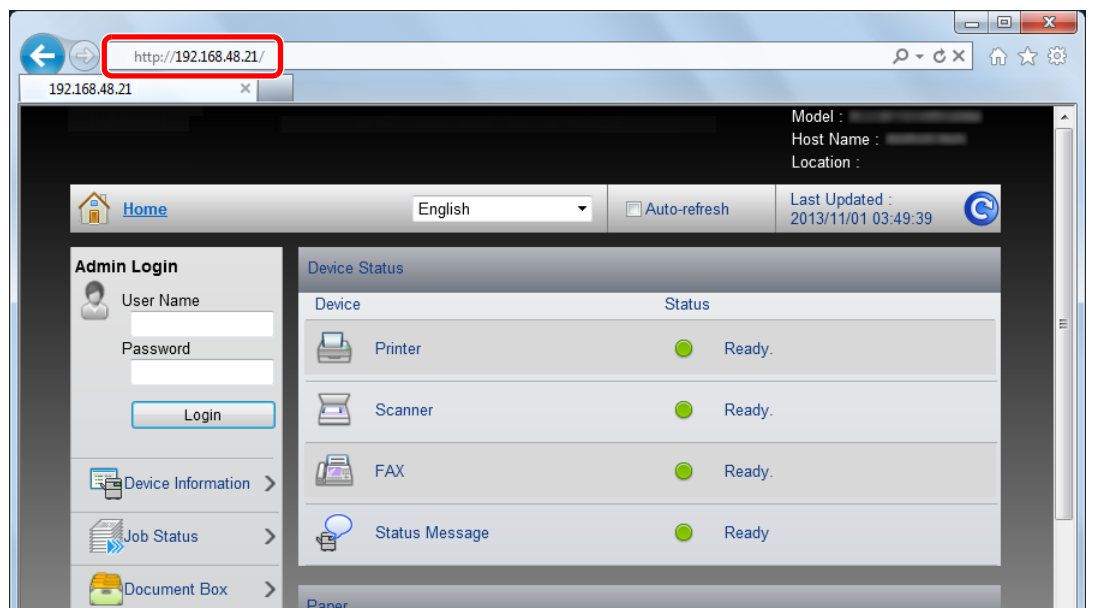 http://192.168.48.21/
192.168.48.21
Model :
Host Name :
Location :
Home
English
Auto-refresh
Last Updated :
2013/11/01 03:49:39
Admin Login
User Name
Password
Login
Device Information
Job Status
Document Box
Device Status
Device Status
Printer Ready.
Scanner Ready.
FAX Ready.
Status Message Ready
Paper